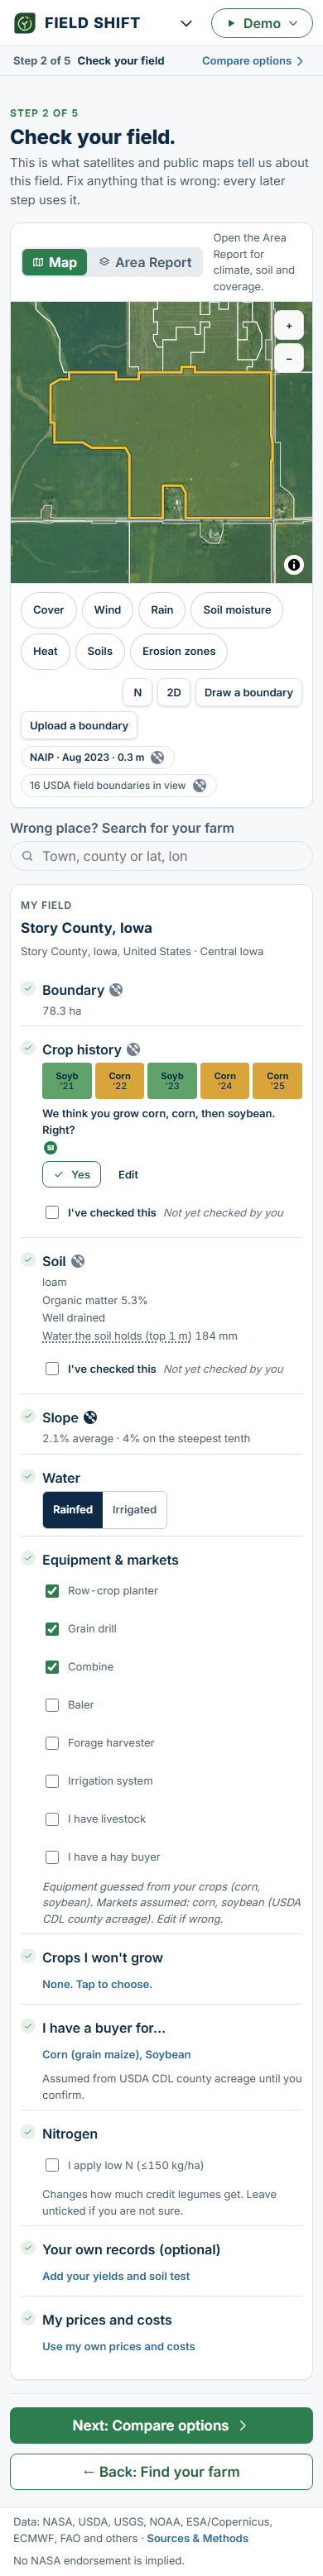 FIELD SHIFT
Demo
Step 2 of 5 Check your field
Compare options
STEP 2 OF 5
Check your field.
This is what satellites and public maps tell us about
this field. Fix anything that is wrong: every later
step uses it.
Map
Area Report
Open the Area
Report for
climate, soil and
coverage.
+
−
Cover
Wind
Rain
Soil moisture
Heat
Soils
Erosion zones
N
2D
Draw a boundary
Upload a boundary
NAIP · Aug 2023 · 0.3 m
16 USDA field boundaries in view
Wrong place? Search for your farm
Town, county or lat, lon
MY FIELD
Story County, Iowa
Story County, Iowa, United States · Central Iowa
Boundary
78.3 ha
Crop history
Soyb Corn Soyb Corn Corn
'21 '22 '23 '24 '25
We think you grow corn, corn, then soybean.
Right?
SI
Yes
Edit
I've checked this Not yet checked by you
Soil
loam
Organic matter 5.3%
Well drained
Water the soil holds (top 1 m) 184 mm
I've checked this Not yet checked by you
Slope
2.1% average · 4% on the steepest tenth
Water
Rainfed
Irrigated
Equipment & markets
Row-crop planter
Grain drill
Combine
Baler
Forage harvester
Irrigation system
I have livestock
I have a hay buyer
Equipment guessed from your crops (corn,
soybean). Markets assumed: corn, soybean (USDA
CDL county acreage). Edit if wrong.
Crops I won't grow
None. Tap to choose.
I have a buyer for...
Corn (grain maize), Soybean
Assumed from USDA CDL county acreage until you
confirm.
Nitrogen
I apply low N (≤150 kg/ha)
Changes how much credit legumes get. Leave
unticked if you are not sure.
Your own records (optional)
Add your yields and soil test
My prices and costs
Use my own prices and costs
Next: Compare options
← Back: Find your farm
Data: NASA, USDA, USGS, NOAA, ESA/Copernicus,
ECMWF, FAO and others · Sources & Methods
No NASA endorsement is implied.